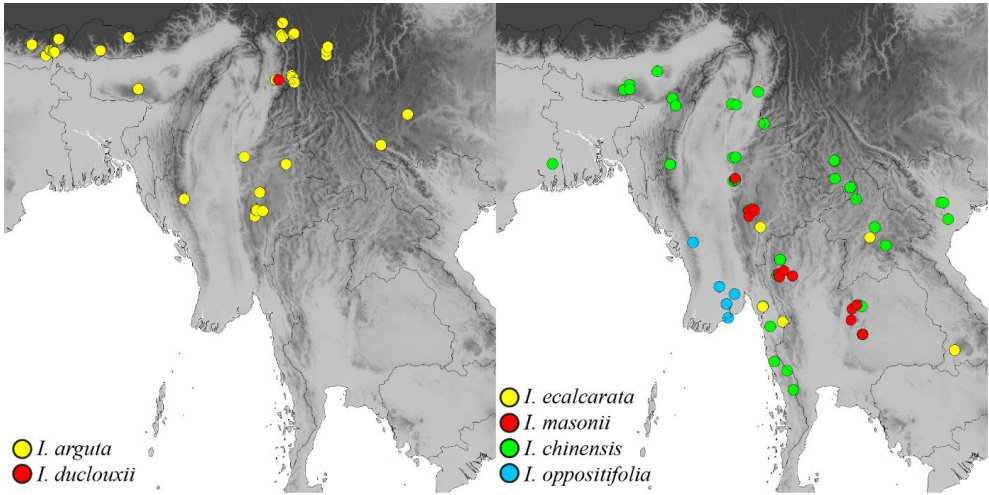 I. arguta
I. duclouxii
I. ecalcarata
I. masonii
I. chinensis
I. oppositifolia